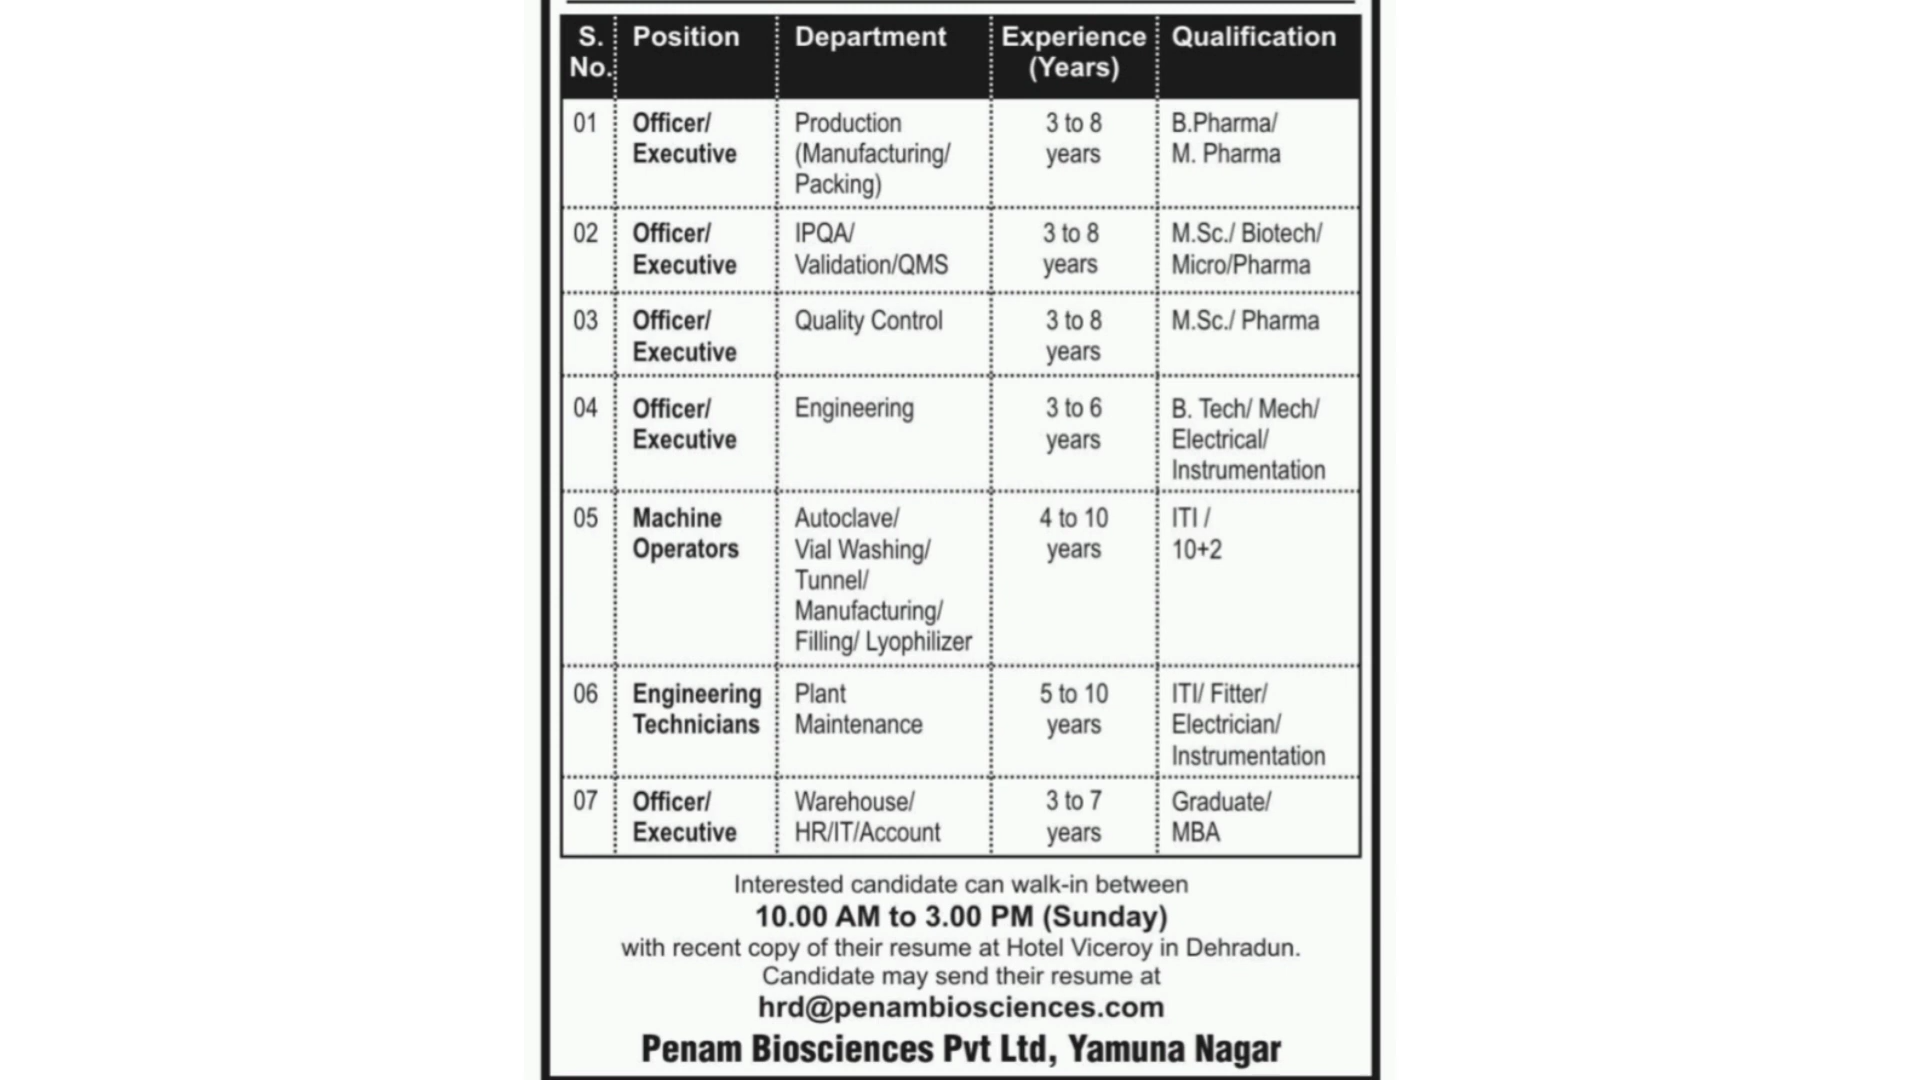 S. No. Position Department Experience (Years) Qualification
01 Officer/ Executive Production (Manufacturing/ Packing) 3 to 8 years B.Pharma/ M. Pharma
02 Officer/ Executive IPQA/ Validation/QMS 3 to 8 years M.Sc./ Biotech/ Micro/Pharma
03 Officer/ Executive Quality Control 3 to 8 years M.Sc./ Pharma
04 Officer/ Executive Engineering 3 to 6 years B. Tech/ Mech/ Electrical/ Instrumentation
05 Machine Operators Autoclave/ Vial Washing/ Tunnel/ Manufacturing/ Filling/ Lyophilizer 4 to 10 years ITI / 10+2
06 Engineering Technicians Plant Maintenance 5 to 10 years ITI/ Fitter/ Electrician/ Instrumentation
07 Officer/ Executive Warehouse/ HR/IT/Account 3 to 7 years Graduate/ MBA
Interested candidate can walk-in between
10.00 AM to 3.00 PM (Sunday)
with recent copy of their resume at Hotel Viceroy in Dehradun.
Candidate may send their resume at
hrd@penambiosciences.com
Penam Biosciences Pvt Ltd, Yamuna Nagar